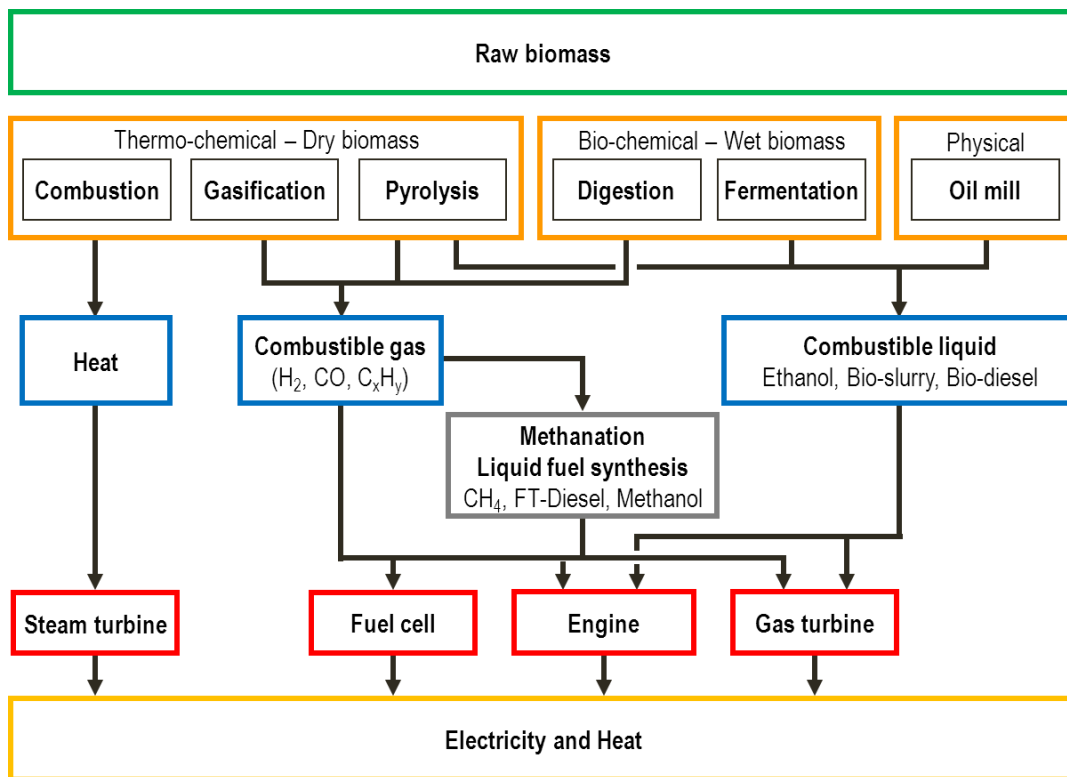 Raw biomass
Thermo-chemical – Dry biomass
Bio-chemical – Wet biomass
Physical
Combustion
Gasification
Pyrolysis
Digestion
Fermentation
Oil mill
Heat
Combustible gas
(H₂, CO, CₓHᵧ)
Combustible liquid
Ethanol, Bio-slurry, Bio-diesel
Methanation
Liquid fuel synthesis
CH₄, FT-Diesel, Methanol
Steam turbine
Fuel cell
Engine
Gas turbine
Electricity and Heat